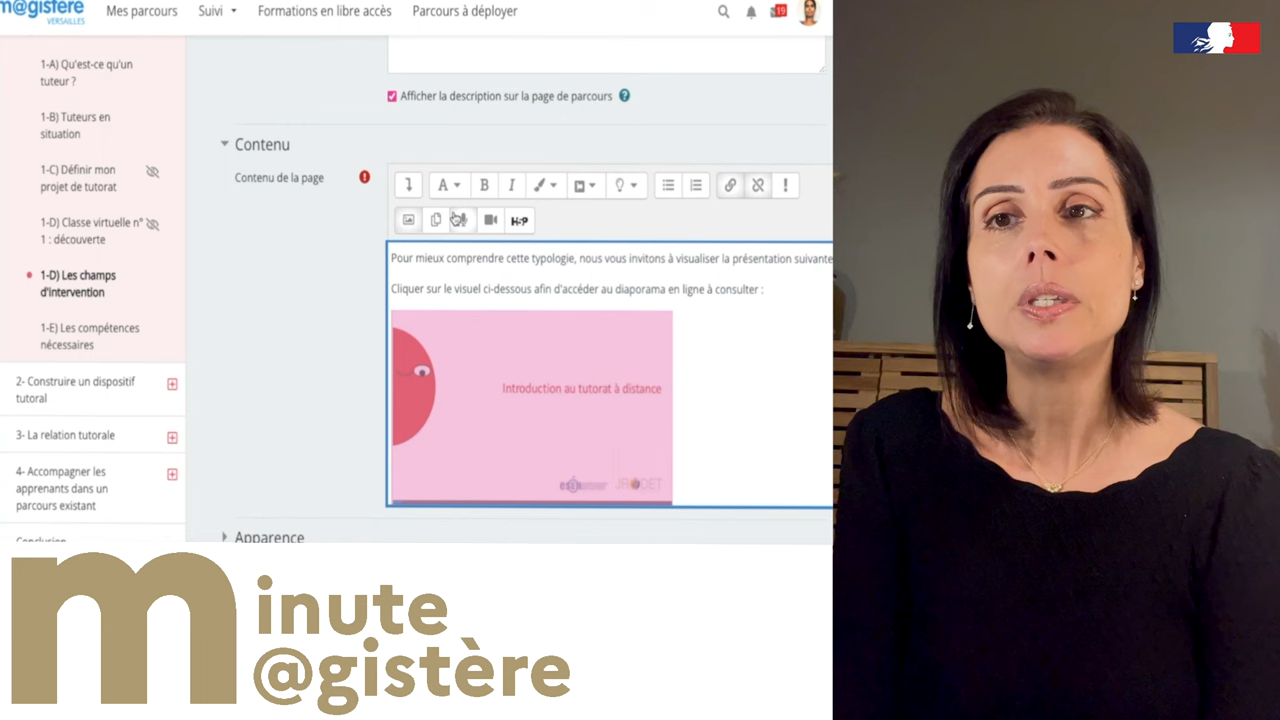 m@gistère
VERSAILLES
Mes parcours
Suivi
Formations en libre accès
Parcours à déployer
19
1-A) Qu'est-ce qu'un
tuteur ?
1-B) Tuteurs en
situation
1-C) Définir mon
projet de tutorat
1-D) Classe virtuelle n°
1 : découverte
1-D) Les champs
d'intervention
1-E) Les compétences
nécessaires
2- Construire un dispositif
tutoral
3- La relation tutorale
4- Accompagner les
apprenants dans un
parcours existant
Conclusion
Afficher la description sur la page de parcours
Contenu
Contenu de la page
A
B
I
H-P
Pour mieux comprendre cette typologie, nous vous invitons à visualiser la présentation suivante
Cliquer sur le visuel ci-dessous afin d'accéder au diaporama en ligne à consulter :
Introduction au tutorat à distance
Apparence
minute
m@gistère